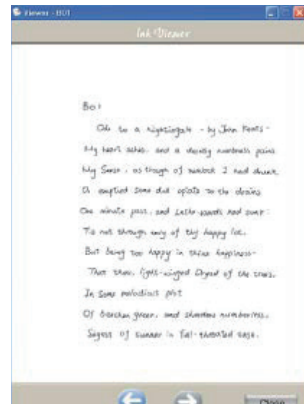 Viewer - 001
Ink Viewer
Ode to a nightingale - by John Keats -
My heart aches, and a drowsy numbness pains
My Sense, as though of hemlock I had drunk
Or emptied some dull opiate to the drains
One minute past, and Lethe-wards had sunk:
Tis not through envy of thy happy lot,
But being too happy in thine happiness-
That thou, light-winged Dryad of the trees,
In some melodious plot
Of beechen green, and shadows numberless,
Singest of summer in full-throated ease.
Close